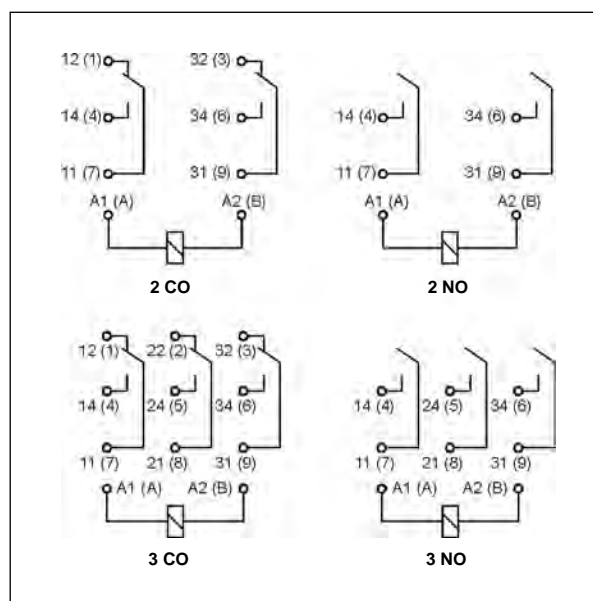 12 (1) 32 (3)
14 (4) 34 (6) 14 (4) 34 (6)
11 (7) 31 (9) 11 (7) 31 (9)
A1 (A) A2 (B) A1 (A) A2 (B)
2 CO 2 NO
12 (1) 22 (2) 32 (3)
14 (4) 24 (5) 34 (6) 14 (4) 24 (5) 34 (6)
11 (7) 21 (8) 31 (9) 11 (7) 21 (8) 31 (9)
A1 (A) A2 (B) A1 (A) A2 (B)
3 CO 3 NO